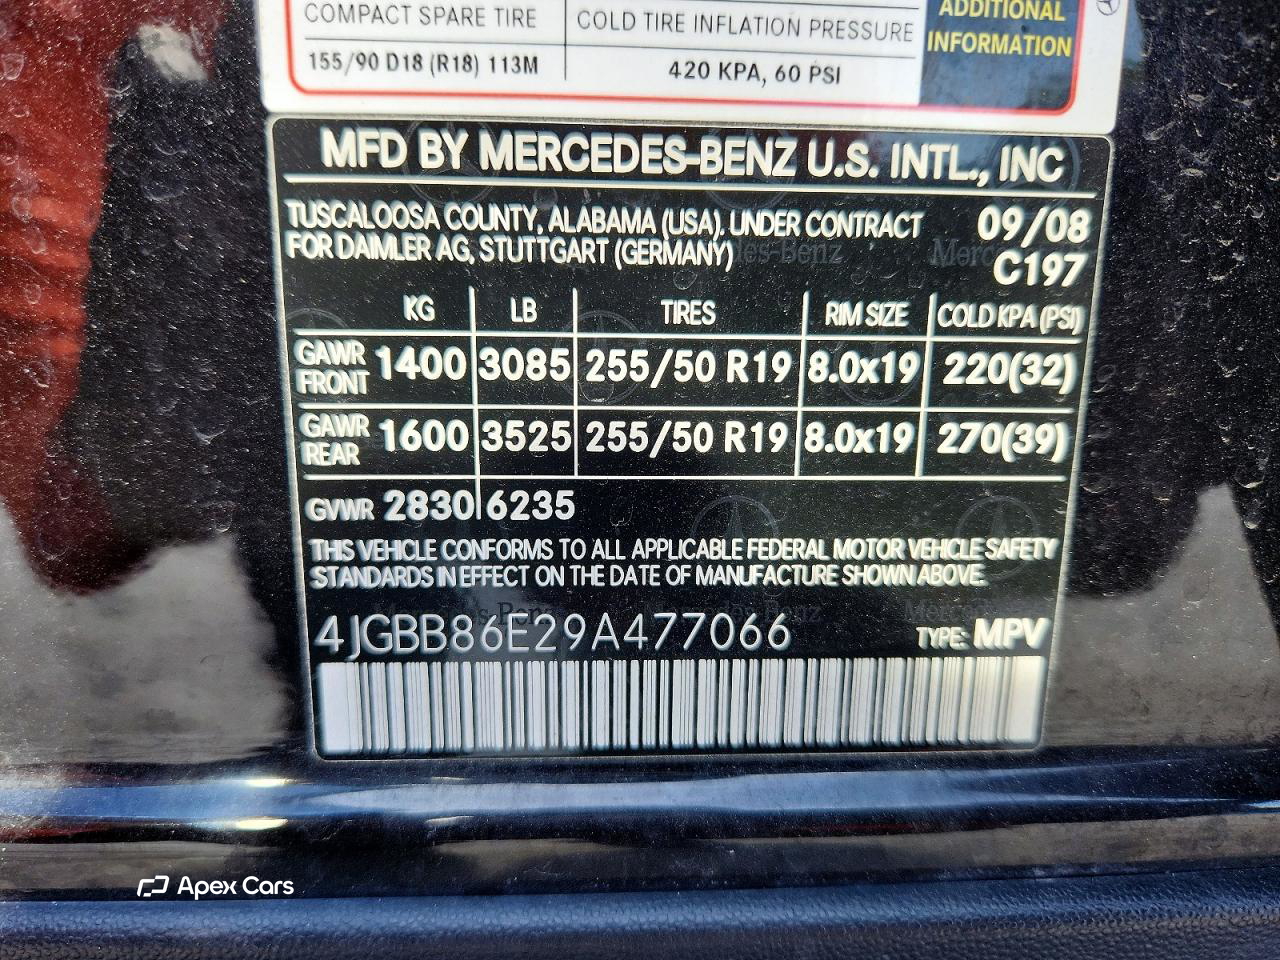 COMPACT SPARE TIRE
COLD TIRE INFLATION PRESSURE
155/90 D18 (R18) 113M
420 KPA, 60 PSI
ADDITIONAL
INFORMATION
MFD BY MERCEDES-BENZ U.S. INTL., INC
TUSCALOOSA COUNTY, ALABAMA (USA). UNDER CONTRACT 09/08
FOR DAIMLER AG, STUTTGART (GERMANY) C197
KG LB TIRES RIM SIZE COLD KPA (PSI)
GAWR FRONT 1400 3085 255/50 R19 8.0x19 220(32)
GAWR REAR 1600 3525 255/50 R19 8.0x19 270(39)
GVWR 2830 6235
THIS VEHICLE CONFORMS TO ALL APPLICABLE FEDERAL MOTOR VEHICLE SAFETY
STANDARDS IN EFFECT ON THE DATE OF MANUFACTURE SHOWN ABOVE.
4JGBB86E29A477066 TYPE: MPV
Apex Cars